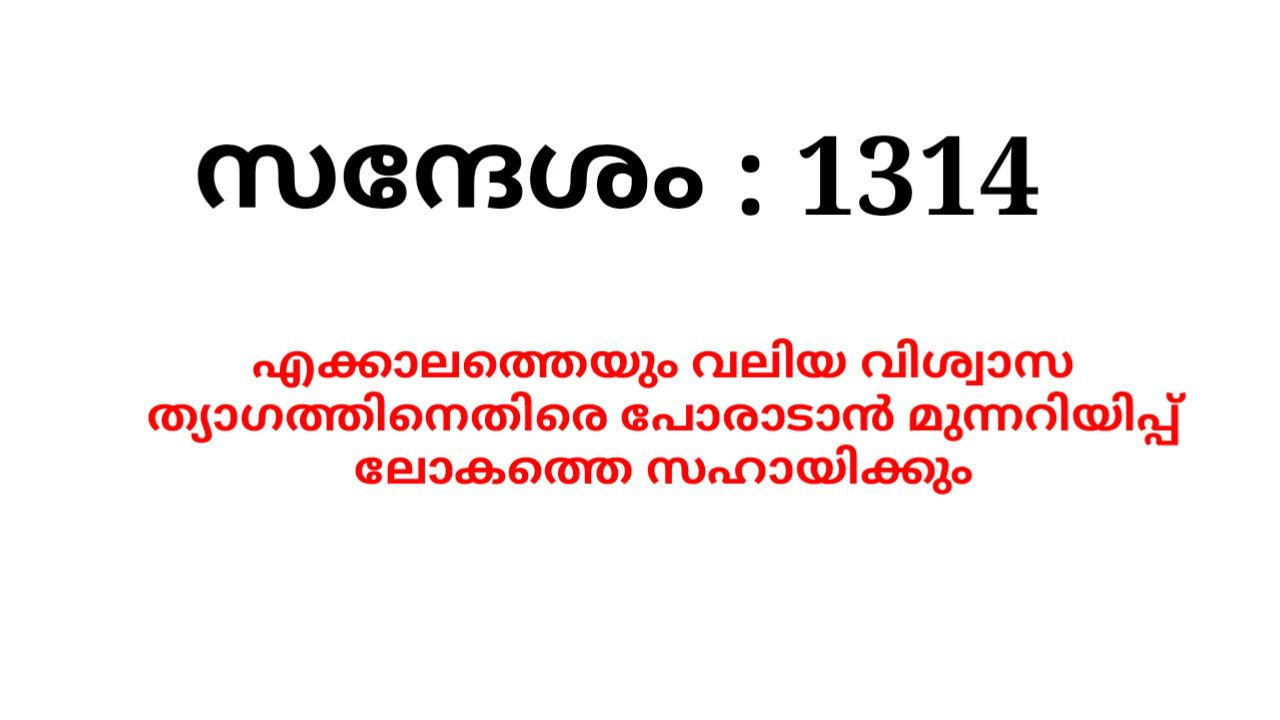 സന്ദേശം : 1314
എക്കാലത്തെയും വലിയ വിശ്വാസ
ത്യാഗത്തിനെതിരെ പോരാടാൻ മുന്നറിയിപ്പ്
ലോകത്തെ സഹായിക്കും